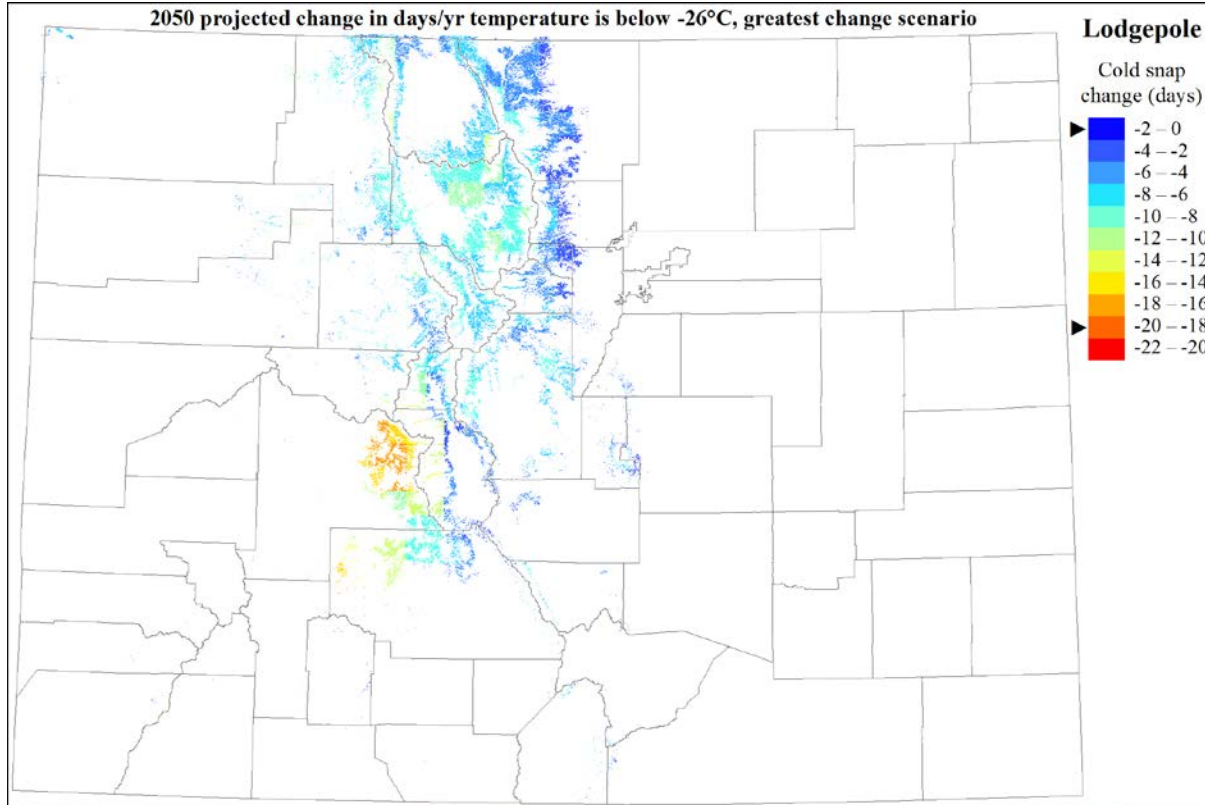 2050 projected change in days/yr temperature is below -26°C, greatest change scenario
Lodgepole
Cold snap
change (days)
-2 – 0
-4 – -2
-6 – -4
-8 – -6
-10 – -8
-12 – -10
-14 – -12
-16 – -14
-18 – -16
-20 – -18
-22 – -20